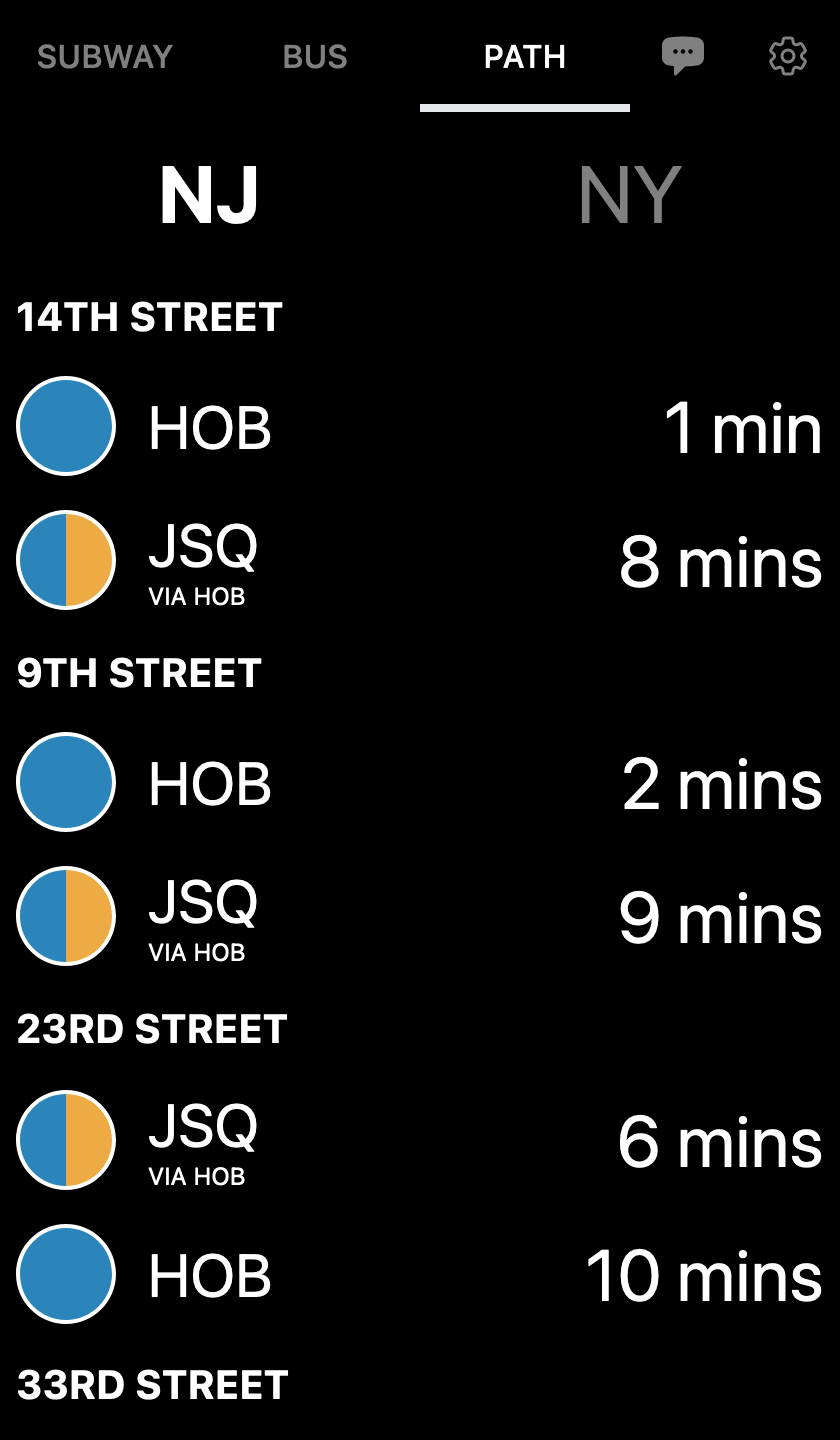 SUBWAY BUS PATH
NJ NY
14TH STREET
HOB 1 min
JSQ 8 mins
VIA HOB
9TH STREET
HOB 2 mins
JSQ 9 mins
VIA HOB
23RD STREET
JSQ 6 mins
VIA HOB
HOB 10 mins
33RD STREET